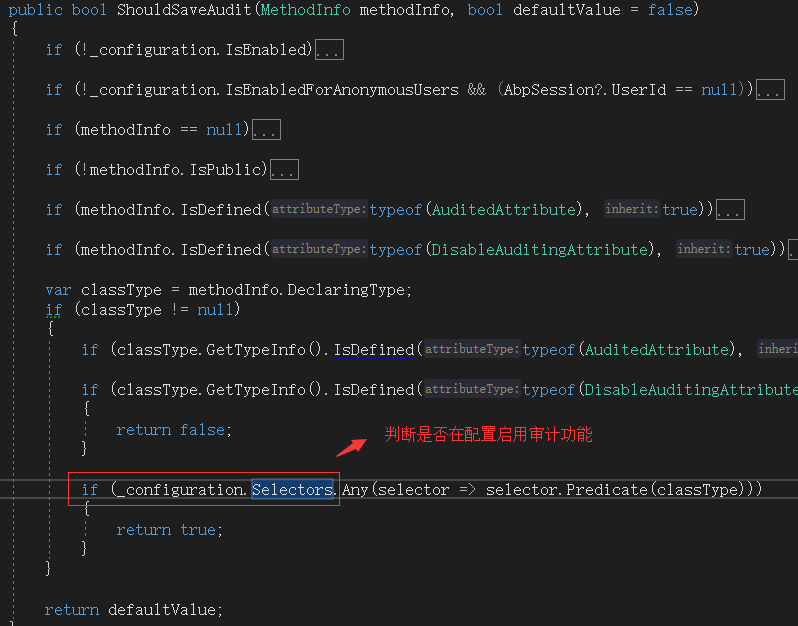 public bool ShouldSaveAudit(MethodInfo methodInfo, bool defaultValue = false)
{
if (!_configuration.IsEnabled)...
if (!_configuration.IsEnabledForAnonymousUsers && (AbpSession?.UserId == null))...
if (methodInfo == null)...
if (!methodInfo.IsPublic)...
if (methodInfo.IsDefined(attributeType:typeof(AuditedAttribute), inherit:true))...
if (methodInfo.IsDefined(attributeType:typeof(DisableAuditingAttribute), inherit:true)).
var classType = methodInfo.DeclaringType;
if (classType != null)
{
if (classType.GetTypeInfo().IsDefined(attributeType:typeof(AuditedAttribute), inheri
if (classType.GetTypeInfo().IsDefined(attributeType:typeof(DisableAuditingAttribute
{
return false;
判断是否在配置启用审计功能
}
if (_configuration.Selectors.Any(selector => selector.Predicate(classType)))
{
return true;
}
}
return defaultValue;